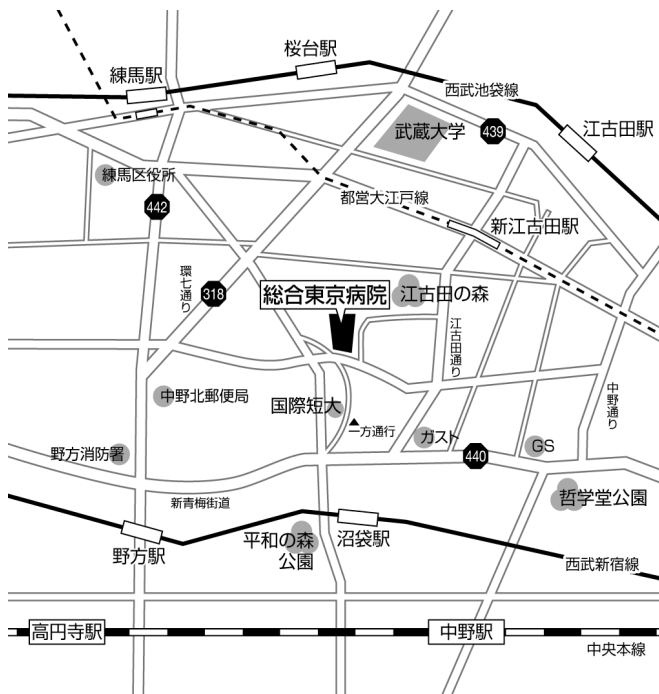 桜台駅
練馬駅
西武池袋線
江古田駅
武蔵大学
439
練馬区役所
442
都営大江戸線
新江古田駅
環七通り
318
総合東京病院
江古田の森
江古田通り
中野通り
中野北郵便局
国際短大
一方通行
ガスト
GS
野方消防署
440
新青梅街道
哲学堂公園
野方駅
平和の森
公園
沼袋駅
西武新宿線
高円寺駅
中野駅
中央本線